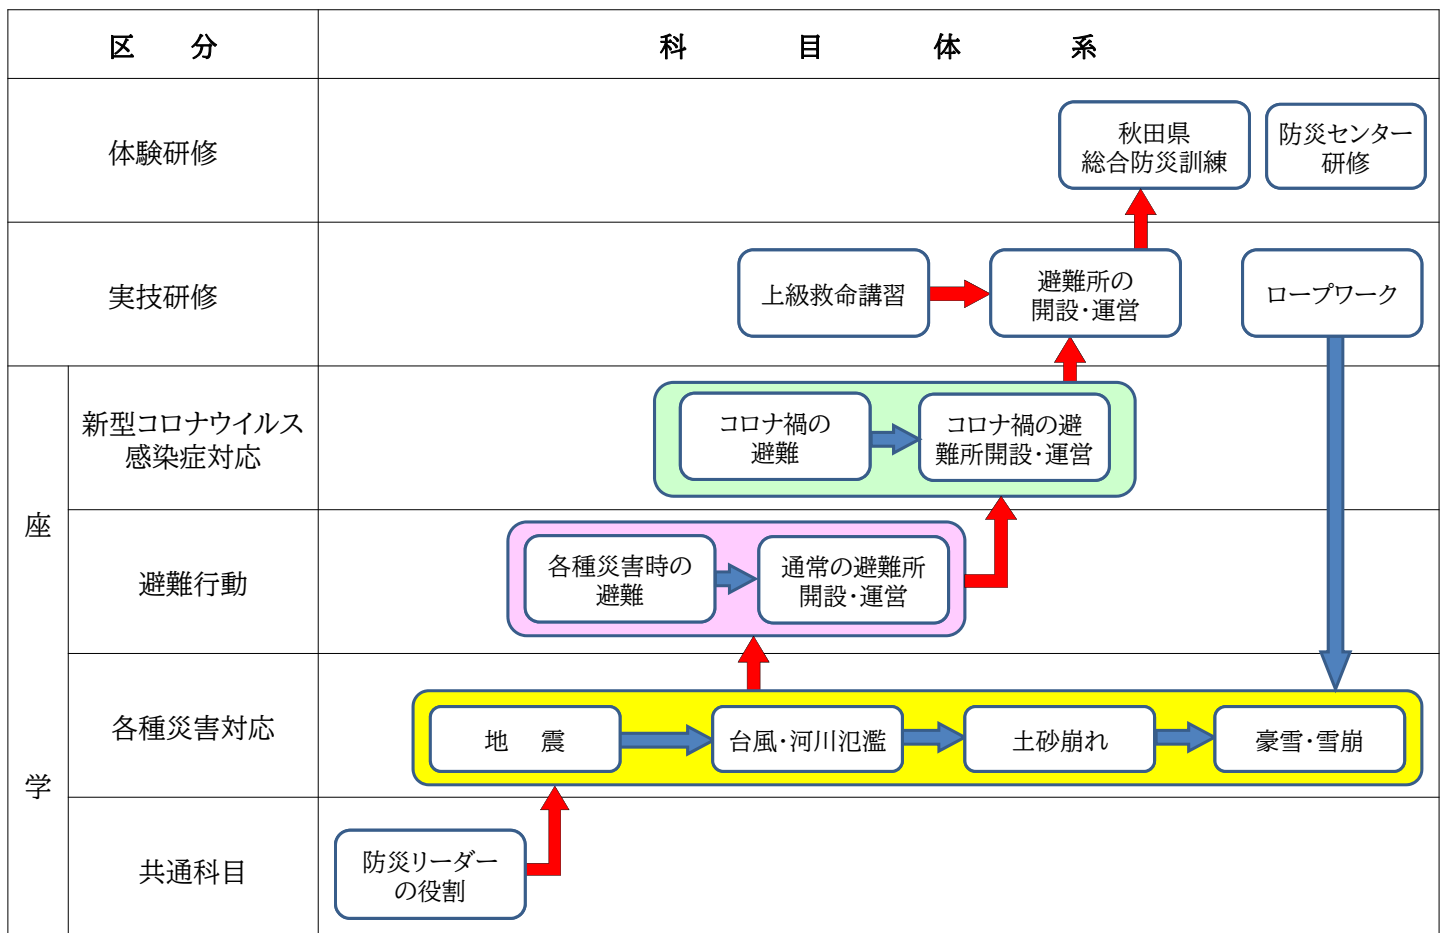 区　分
科　目　体　系
体験研修
秋田県
総合防災訓練
防災センター
研修
実技研修
上級救命講習
避難所の
開設・運営
ロープワーク
座
学
新型コロナウイルス
感染症対応
コロナ禍の
避難
コロナ禍の避
難所開設・運営
避難行動
各種災害時の
避難
通常の避難所
開設・運営
各種災害対応
地　震
台風・河川氾濫
土砂崩れ
豪雪・雪崩
共通科目
防災リーダー
の役割